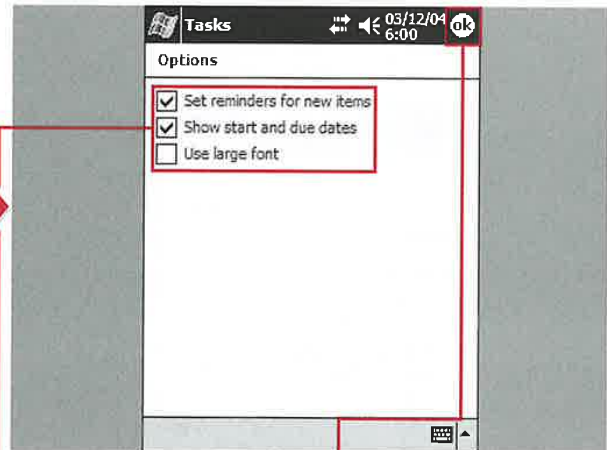 Tasks
03/12/04
6:00
ok
Options
Set reminders for new items
Show start and due dates
Use large font